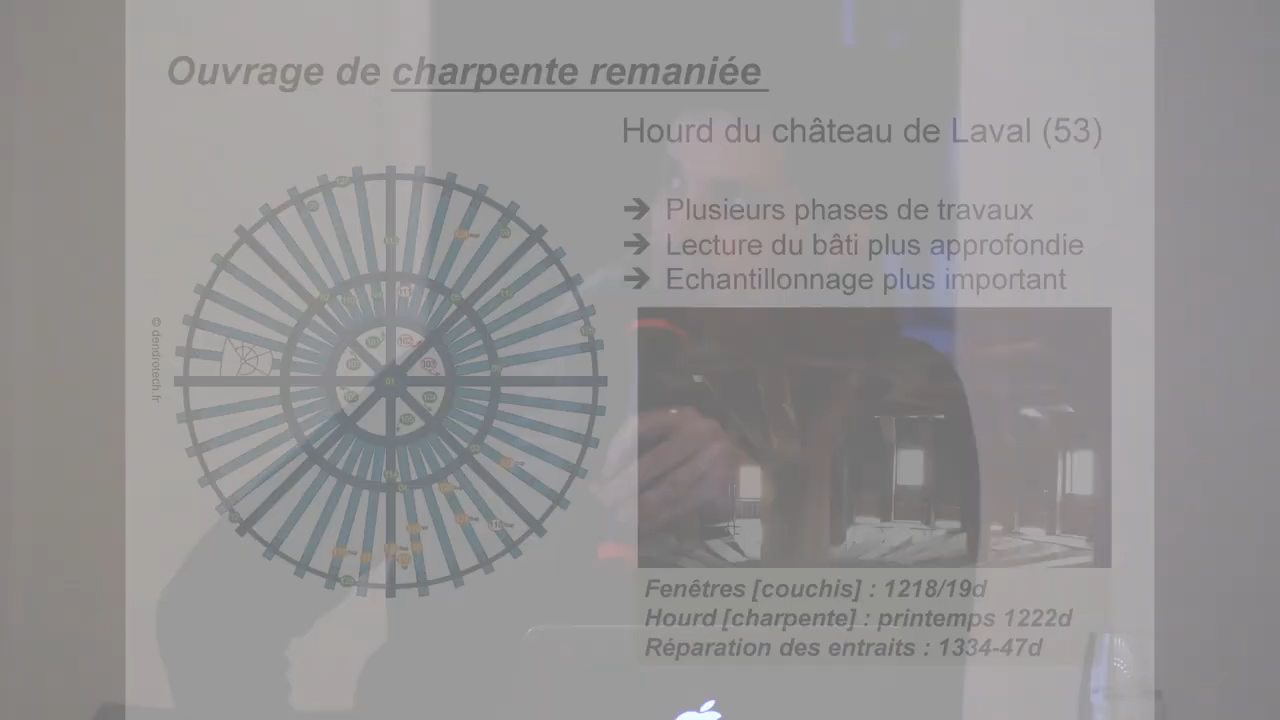 Ouvrage de charpente remaniée
Hourd du château de Laval (53)
➔ Plusieurs phases de travaux
➔ Lecture du bâti plus approfondie
➔ Echantillonnage plus important
© dendrotech.fr
Fenêtres [couchis] : 1218/19d
Hourd [charpente] : printemps 1222d
Réparation des entraits : 1334-47d